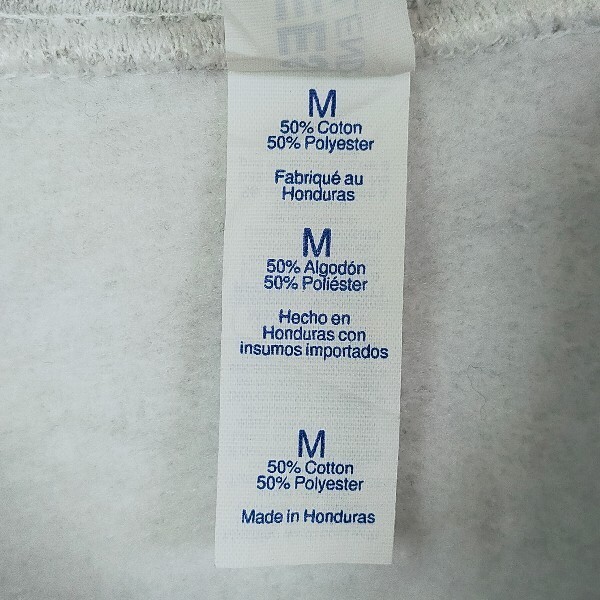 M
50% Coton
50% Polyester
Fabriqué au
Honduras
M
50% Algodón
50% Poliéster
Hecho en
Honduras con
insumos importados
M
50% Cotton
50% Polyester
Made in Honduras